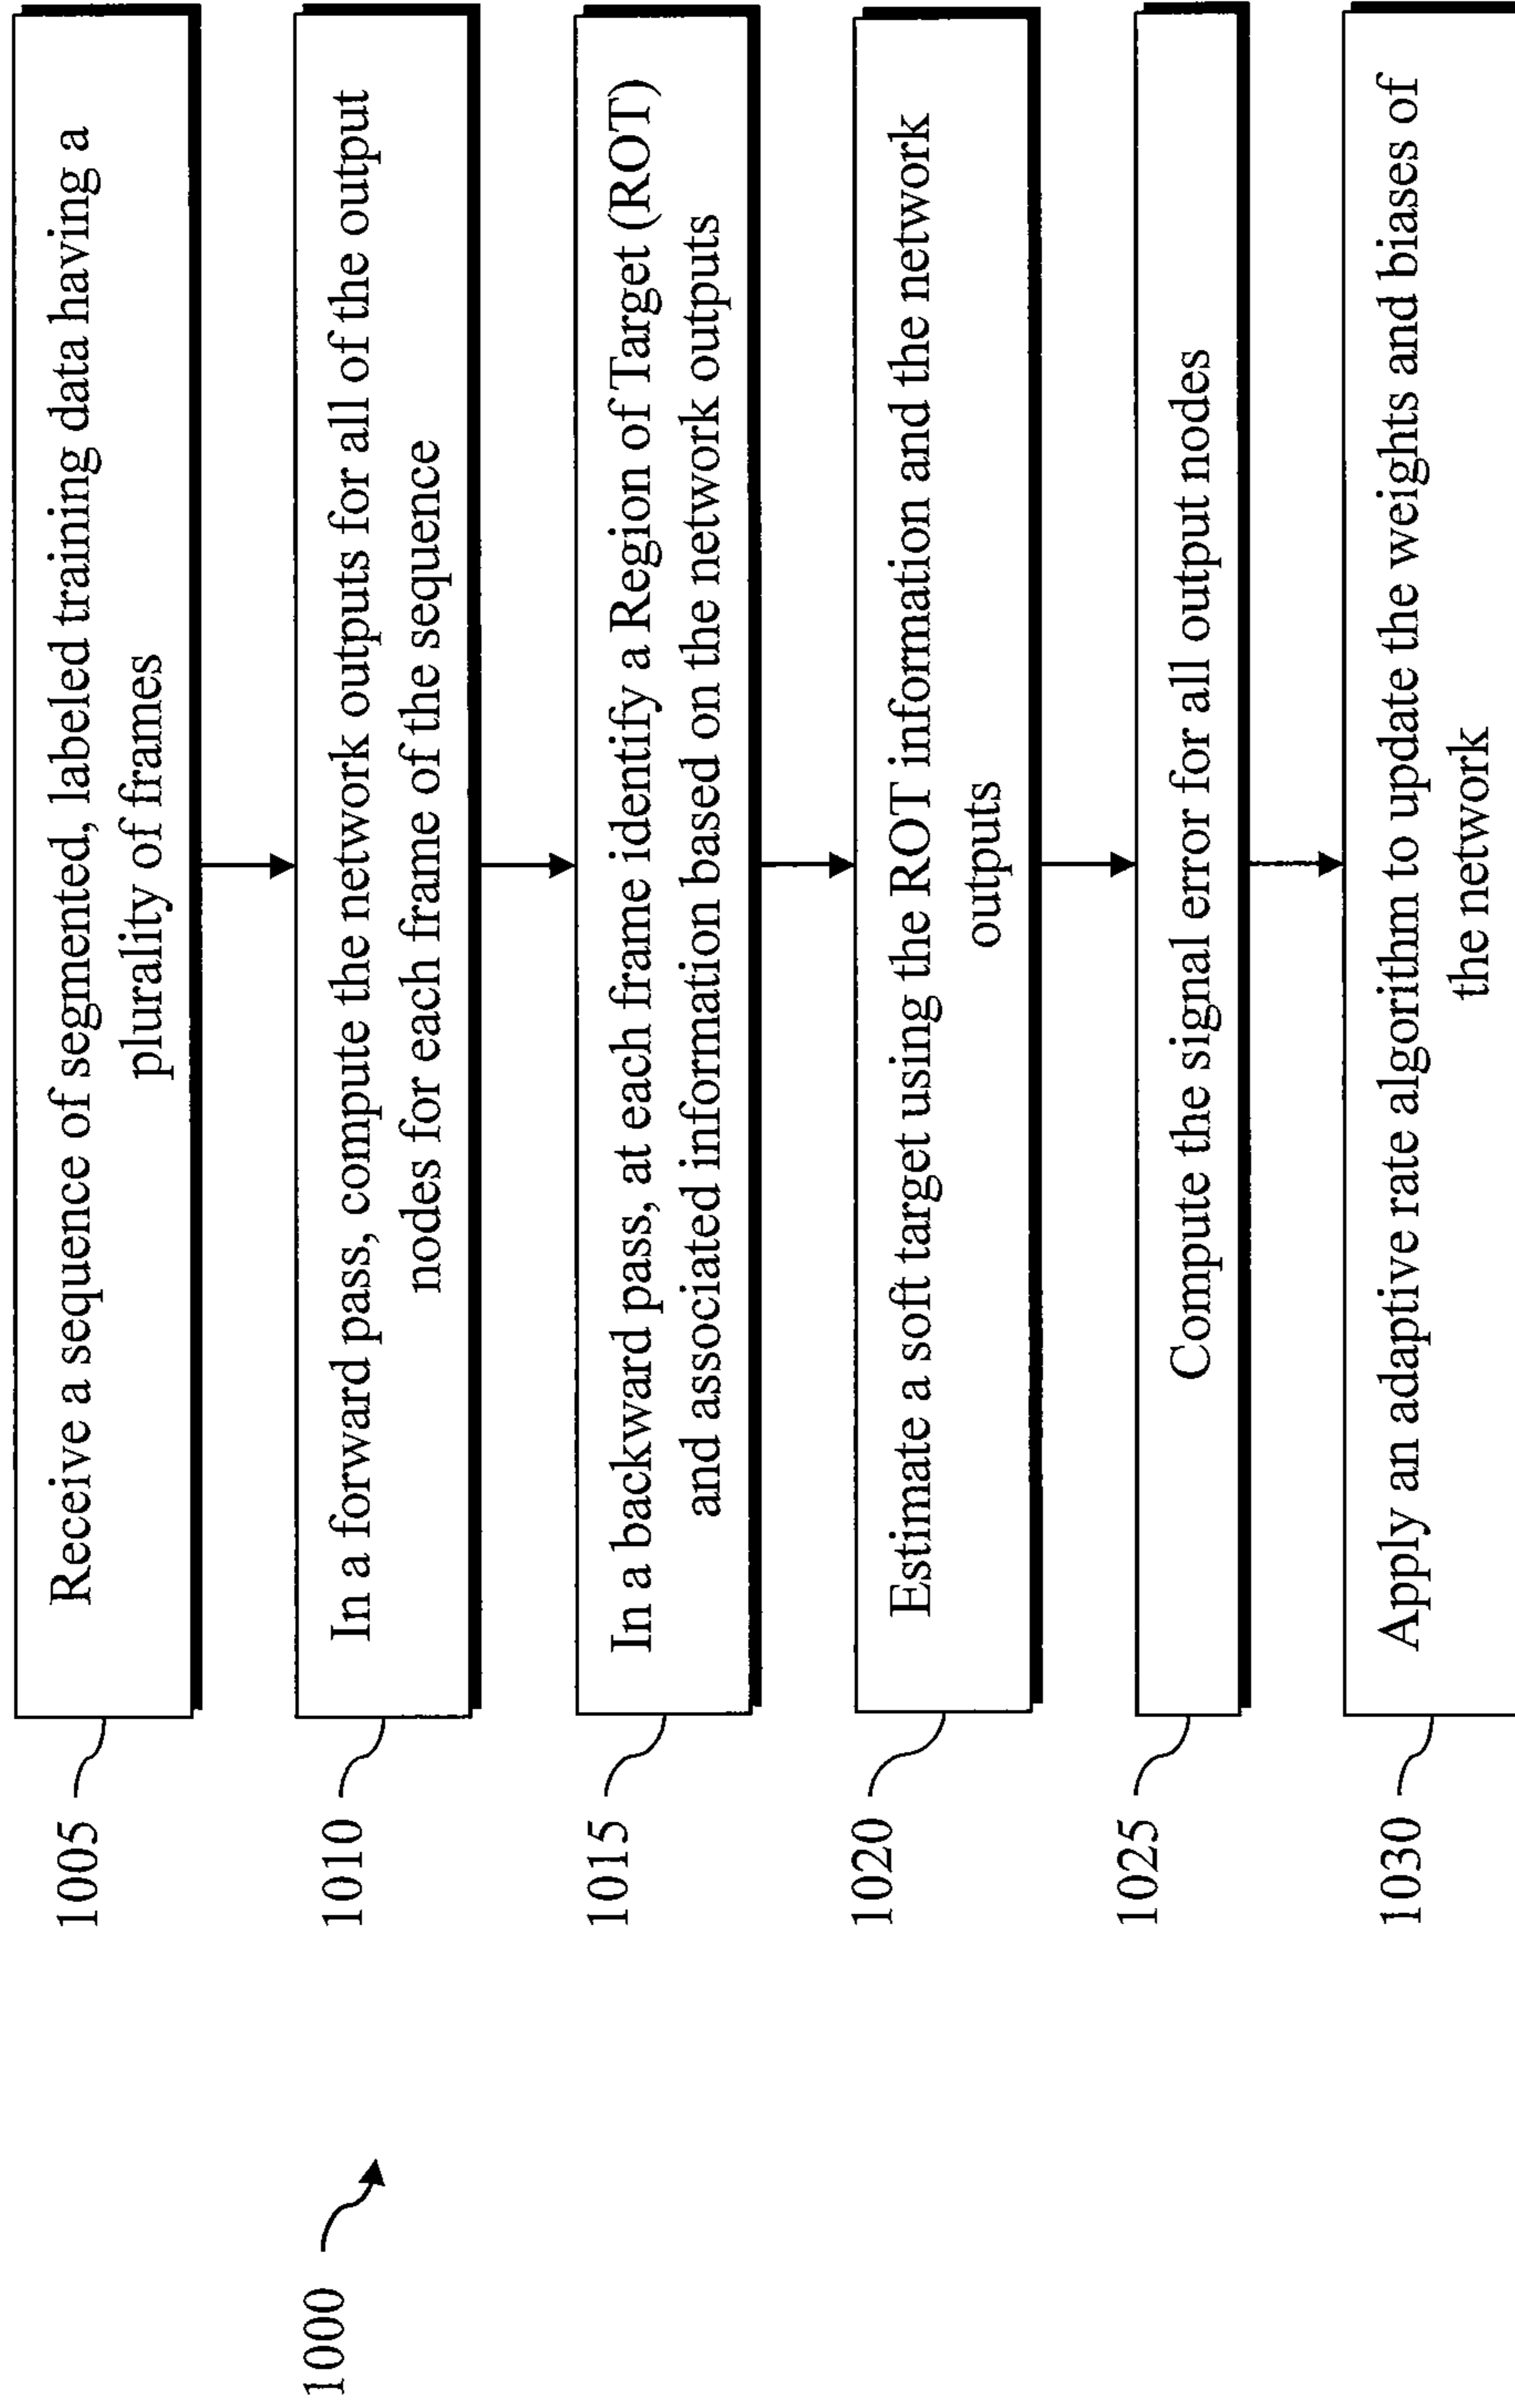 1000
1005
Receive a sequence of segmented, labeled training data having a
plurality of frames
1010
In a forward pass, compute the network outputs for all of the output
nodes for each frame of the sequence
1015
In a backward pass, at each frame identify a Region of Target (ROT)
and associated information based on the network outputs
1020
Estimate a soft target using the ROT information and the network
outputs
1025
Compute the signal error for all output nodes
1030
Apply an adaptive rate algorithm to update the weights and biases of
the network